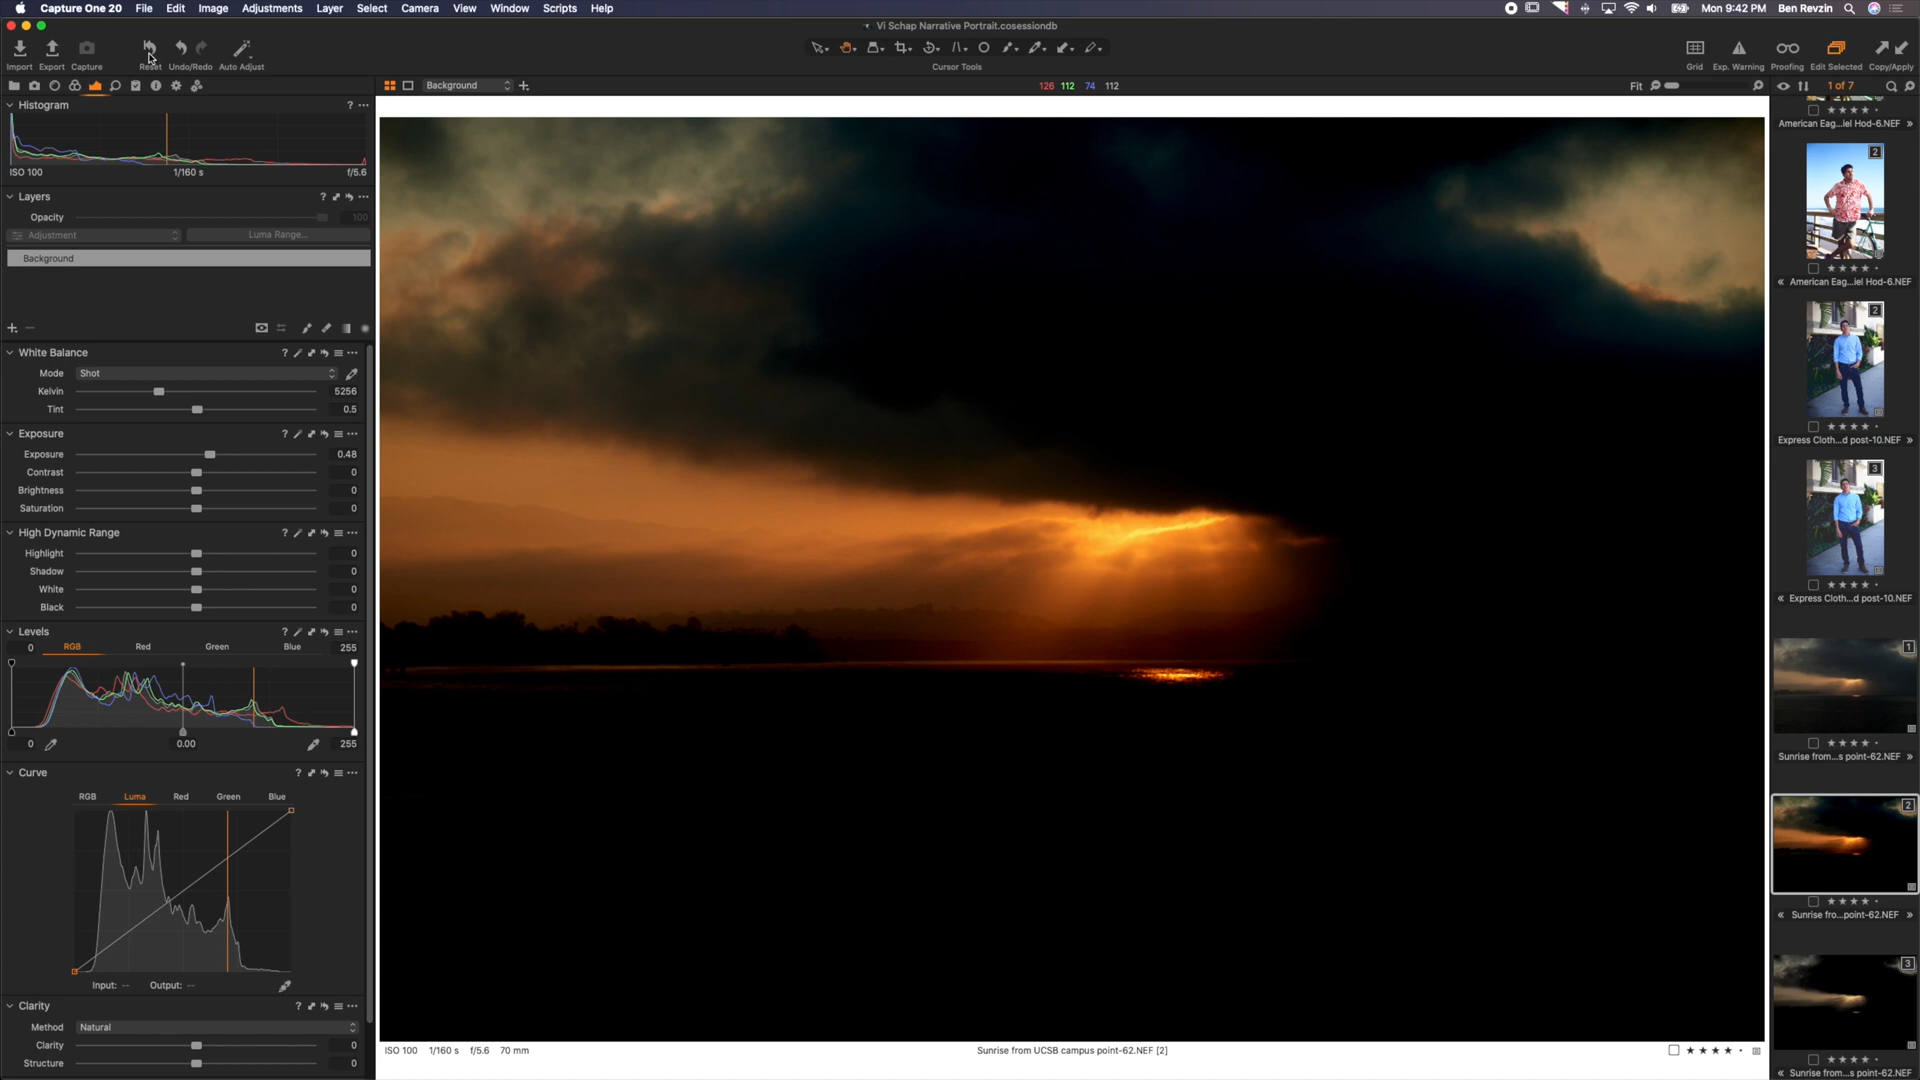 Capture One 20 File Edit Image Adjustments Layer Select Camera View Window Scripts Help
Mon 9:42 PM Ben Revzin
Vi Schap Narrative Portrait.cosessiondb
Import Export Capture Reset Undo/Redo Auto Adjust
Cursor Tools
Grid Exp. Warning Proofing Edit Selected Copy/Apply
Background
126 112 74 112
Fit
1 of 7
Histogram
ISO 100 1/160 s f/5.6
Layers
Opacity 100
Adjustment Luma Range...
Background
White Balance
Mode Shot
Kelvin 5256
Tint 0.5
Exposure
Exposure 0.48
Contrast 0
Brightness 0
Saturation 0
High Dynamic Range
Highlight 0
Shadow 0
White 0
Black 0
Levels
0 RGB Red Green Blue 255
0 0.00 255
Curve
RGB Luma Red Green Blue
Input: -- Output: --
Clarity
Method Natural
Clarity 0
Structure 0
ISO 100 1/160 s f/5.6 70 mm
Sunrise from UCSB campus point-62.NEF [2]
American Eag...iel Hod-6.NEF »
2
« American Eag...iel Hod-6.NEF
2
Express Cloth...d post-10.NEF »
3
« Express Cloth...d post-10.NEF
1
Sunrise from...s point-62.NEF »
2
« Sunrise fro...point-62.NEF »
3
« Sunrise from...s point-62.NEF